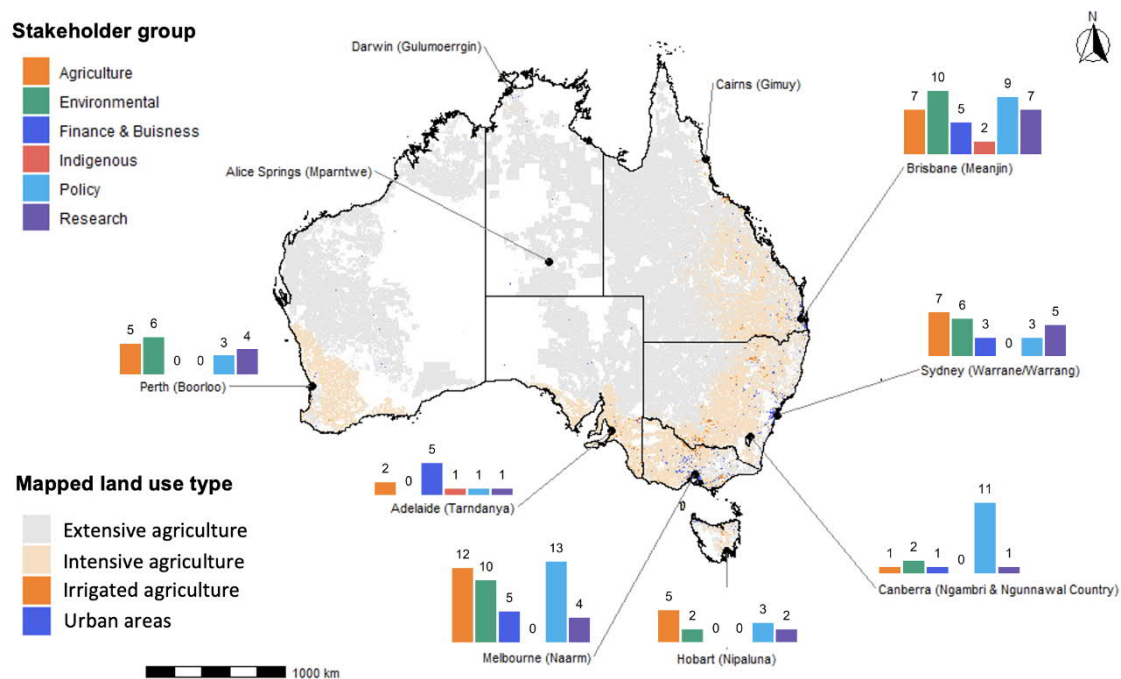 Stakeholder group
Agriculture
Environmental
Finance & Buisness
Indigenous
Policy
Research
N
Darwin (Gulumoerrgin)
Cairns (Gimuy)
Alice Springs (Mparntwe)
7 10 5 2 9 7
Brisbane (Meanjin)
7 6 3 0 3 5
Sydney (Warrane/Warrang)
5 6 0 0 3 4
Perth (Boorloo)
2 0 5 1 1 1
Adelaide (Tarndanya)
Mapped land use type
Extensive agriculture
Intensive agriculture
Irrigated agriculture
Urban areas
1 2 1 0 11 1
Canberra (Ngambri & Ngunnawal Country)
12 10 5 0 13 4
Melbourne (Naarm)
5 2 0 0 3 2
Hobart (Nipaluna)
1000 km